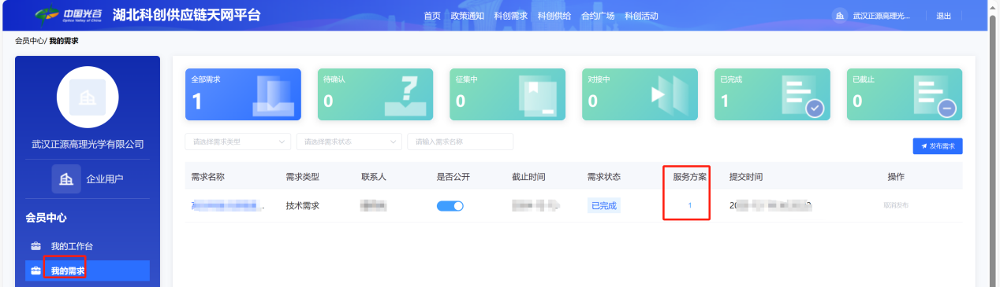 中国光谷 湖北科创供应链天网平台 首页 政策通知 科创需求 科创供给 合约广场 科创活动 武汉正源高理光... 退出
Optics Valley of China
会员中心/ 我的需求
全部需求 待确认 征集中 对接中 已完成 已截止
1 0 0 0 1 0
武汉正源高理光学有限公司
请选择需求类型 请选择需求状态 请输入需求名称 发布需求
企业用户
需求名称 需求类型 联系人 是否公开 截止时间 需求状态 服务方案 提交时间 操作
技术需求 已完成 1 取消发布
会员中心
我的工作台
我的需求